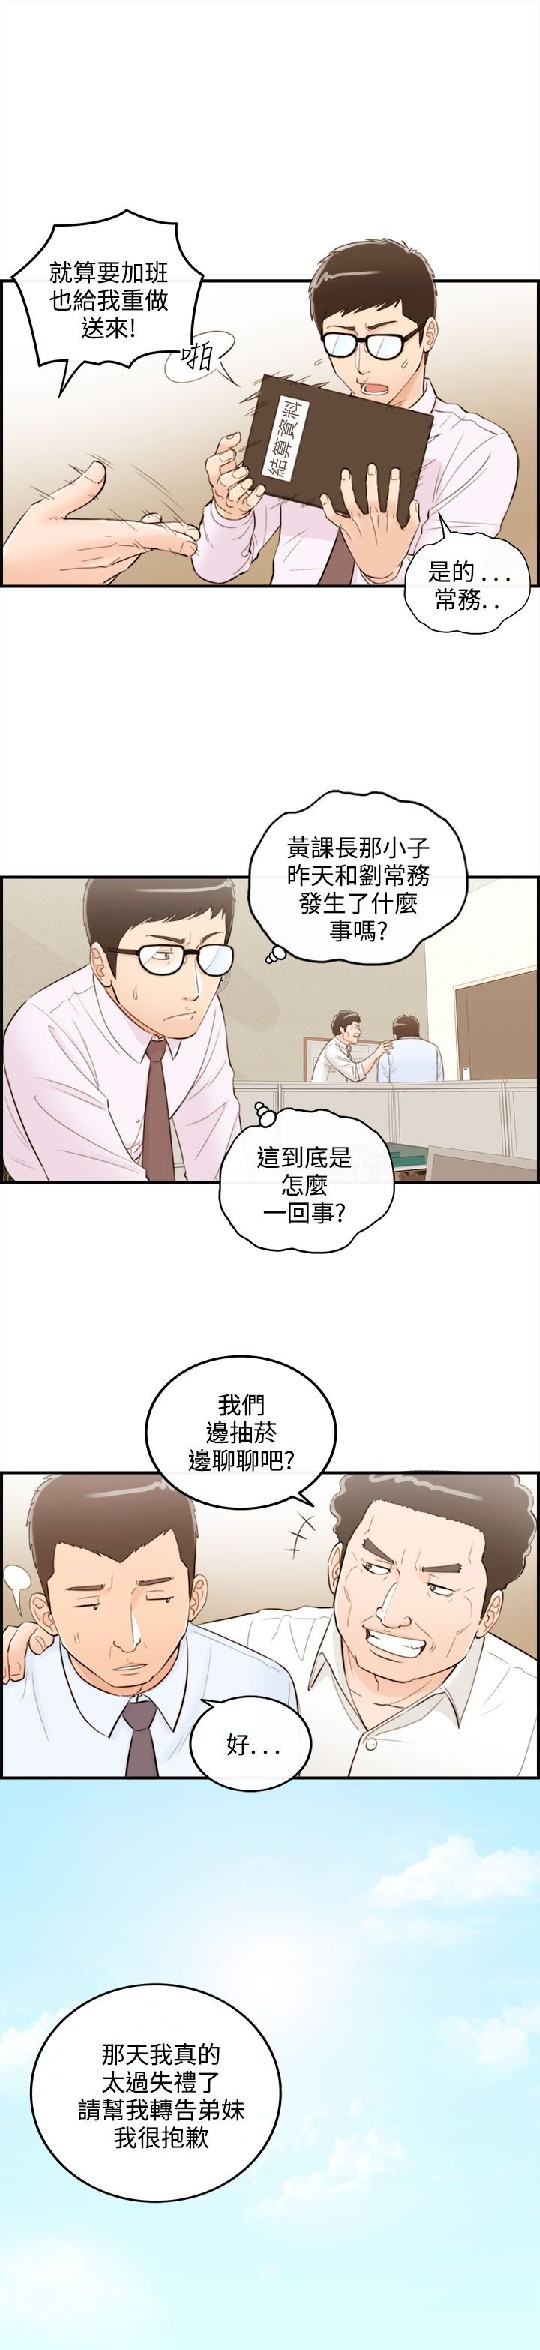 就算要加班
也給我重做
送來!
啪
結算資料
是的...
常務..
黃課長那小子
昨天和劉常務
發生了什麼
事嗎?
這到底是
怎麼
一回事?
我們
邊抽菸
邊聊聊吧?
好...
那天我真的
太過失禮了
請幫我轉告弟妹
我很抱歉